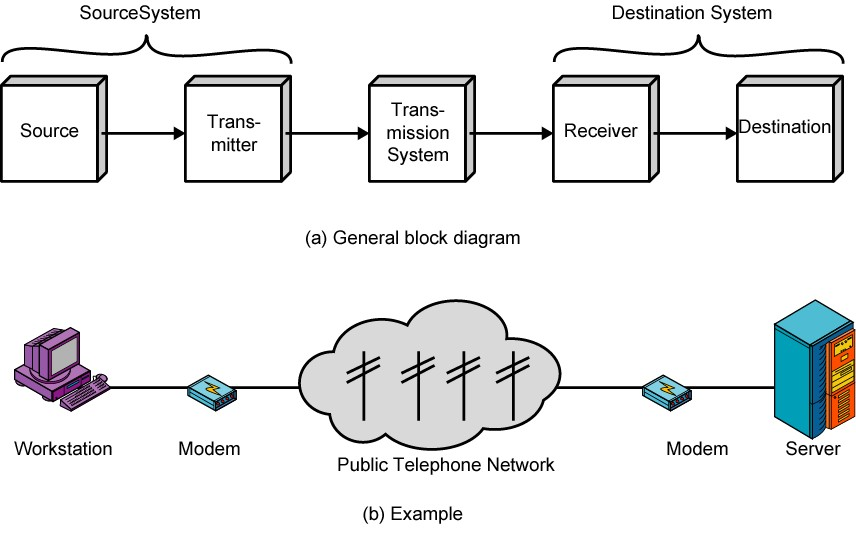 SourceSystem
Destination System
Source
Trans-
mitter
Trans-
mission
System
Receiver
Destination
(a) General block diagram
Workstation
Modem
Public Telephone Network
Modem
Server
(b) Example